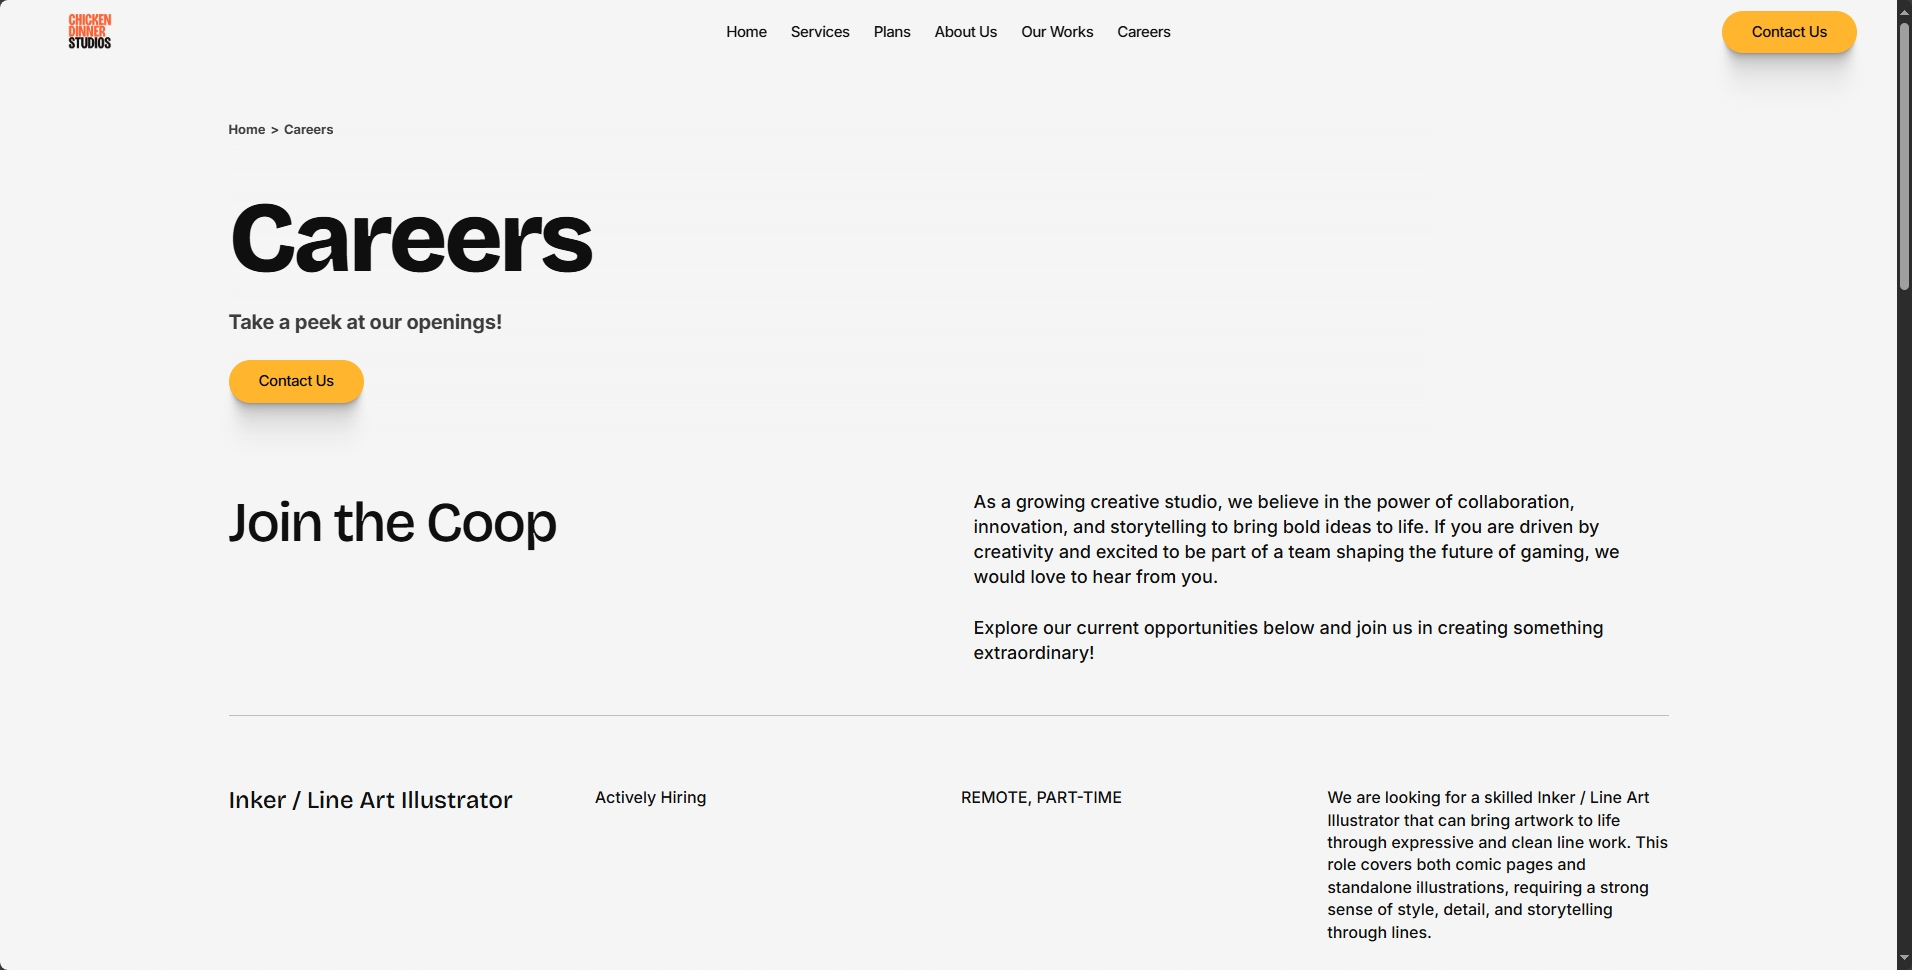 CHICKEN
DINNER
STUDIOS
Home
Services
Plans
About Us
Our Works
Careers
Contact Us
Home > Careers
Careers
Take a peek at our openings!
Contact Us
Join the Coop
As a growing creative studio, we believe in the power of collaboration,
innovation, and storytelling to bring bold ideas to life. If you are driven by
creativity and excited to be part of a team shaping the future of gaming, we
would love to hear from you.
Explore our current opportunities below and join us in creating something
extraordinary!
Inker / Line Art Illustrator
Actively Hiring
REMOTE, PART-TIME
We are looking for a skilled Inker / Line Art
Illustrator that can bring artwork to life
through expressive and clean line work. This
role covers both comic pages and
standalone illustrations, requiring a strong
sense of style, detail, and storytelling
through lines.